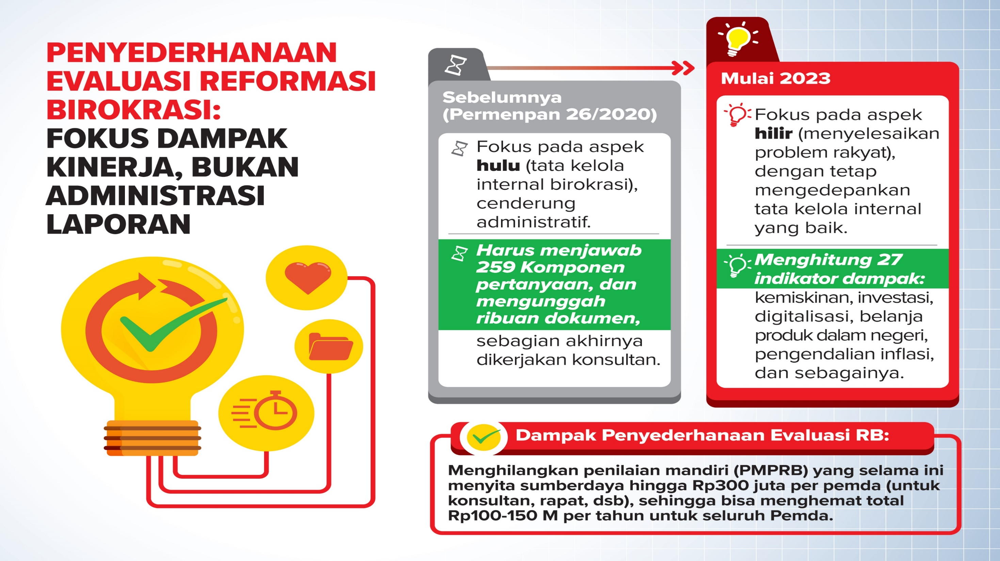 PENYEDERHANAAN
EVALUASI REFORMASI
BIROKRASI:
FOKUS DAMPAK
KINERJA, BUKAN
ADMINISTRASI
LAPORAN
Sebelumnya
(Permenpan 26/2020)
Fokus pada aspek
hulu (tata kelola
internal birokrasi),
cenderung
administratif.
Harus menjawab
259 Komponen
pertanyaan, dan
mengunggah
ribuan dokumen,
sebagian akhirnya
dikerjakan konsultan.
Mulai 2023
Fokus pada aspek
hilir (menyelesaikan
problem rakyat),
dengan tetap
mengedepankan
tata kelola internal
yang baik.
Menghitung 27
indikator dampak:
kemiskinan, investasi,
digitalisasi, belanja
produk dalam negeri,
pengendalian inflasi,
dan sebagainya.
Dampak Penyederhanaan Evaluasi RB:
Menghilangkan penilaian mandiri (PMPRB) yang selama ini
menyita sumberdaya hingga Rp300 juta per pemda (untuk
konsultan, rapat, dsb), sehingga bisa menghemat total
Rp100-150 M per tahun untuk seluruh Pemda.